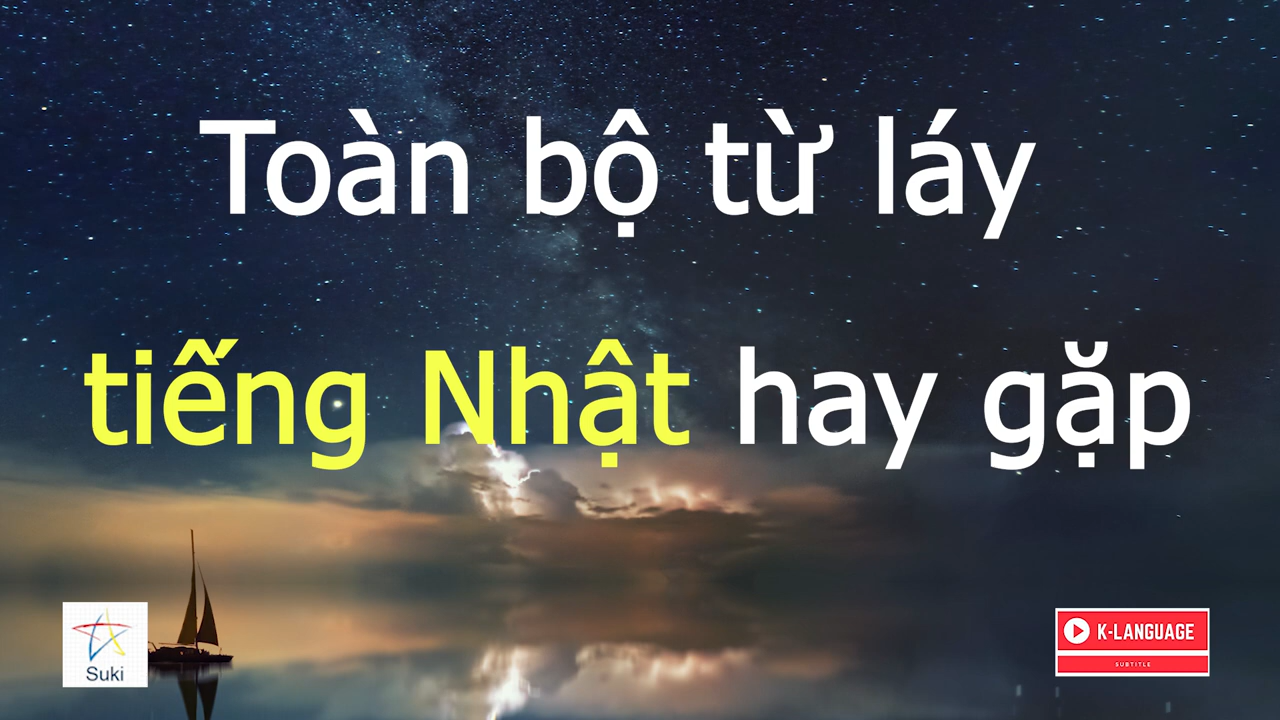 Toàn bộ từ láy
tiếng Nhật hay gặp
Suki
K-LANGUAGE
SUBTITLE